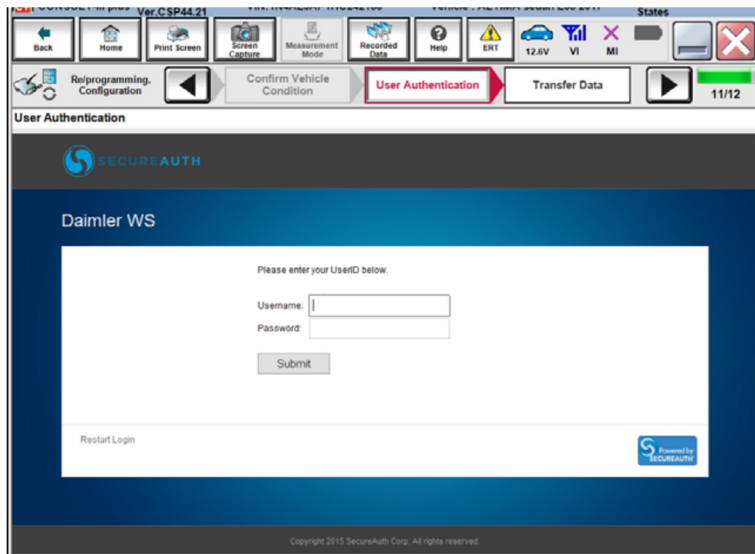 Ver.CSP44.21
States
Back
Home
Print Screen
Screen Capture
Measurement Mode
Recorded Data
Help
ERT
12.6V
VI
MI
Re/programming, Configuration
Confirm Vehicle Condition
User Authentication
Transfer Data
11/12
User Authentication
SECUREAUTH
Daimler WS
Please enter your UserID below.
Username:
Password:
Submit
Restart Login
Powered by
SECUREAUTH
Copyright 2015 SecureAuth Corp. All rights reserved.